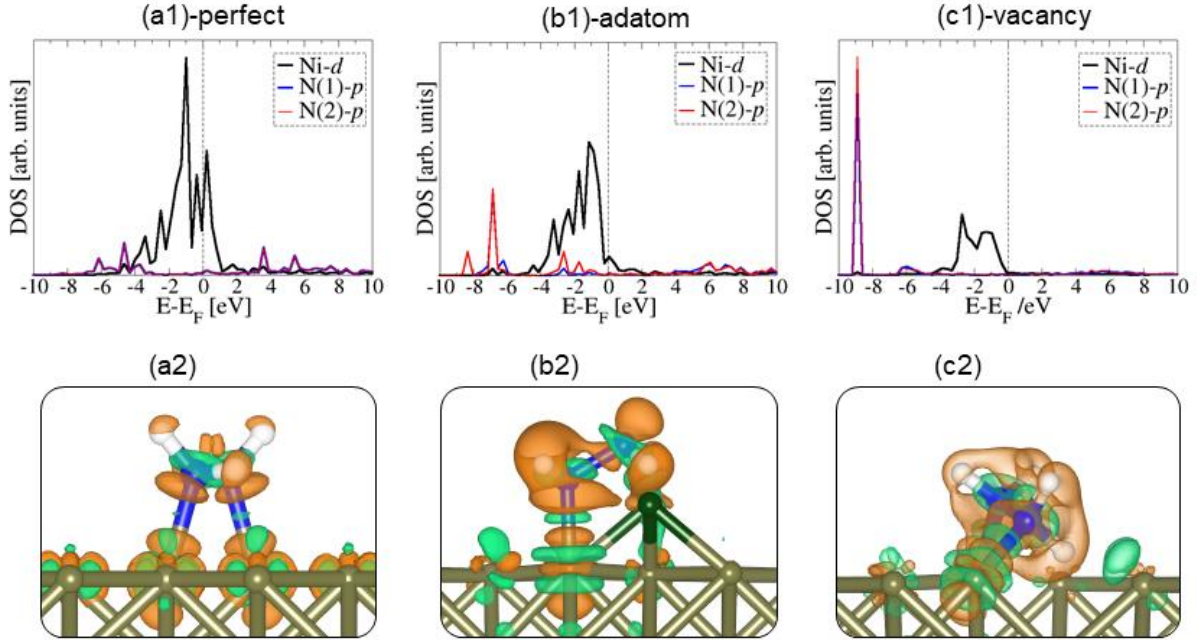 (a1)-perfect
(b1)-adatom
(c1)-vacancy
DOS [arb. units]
Ni-d
N(1)-p
N(2)-p
-10 -8 -6 -4 -2 0 2 4 6 8 10
E-E_F [eV]
DOS [arb. units]
Ni-d
N(1)-p
N(2)-p
-10 -8 -6 -4 -2 0 2 4 6 8 10
E-E_F [eV]
DOS [arb. units]
Ni-d
N(1)-p
N(2)-p
-10 -8 -6 -4 -2 0 2 4 6 8 10
E-E_F /eV
(a2)
(b2)
(c2)